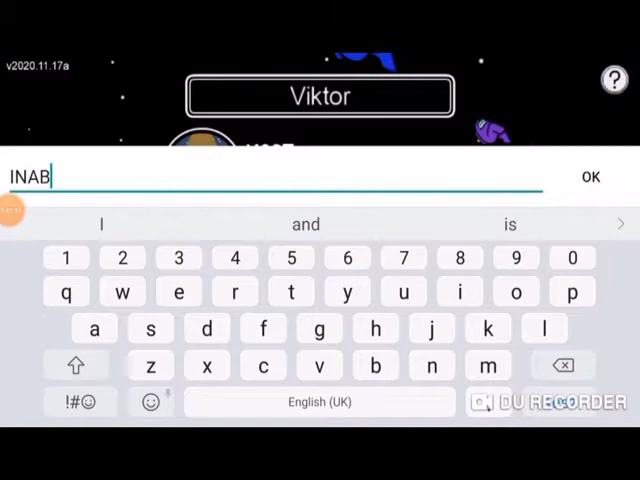 v2020.11.17a
?
Viktor
INAB
OK
I and is
1 2 3 4 5 6 7 8 9 0
q w e r t y u i o p
a s d f g h j k l
z x c v b n m
!#☺
English (UK)
DU RECORDER